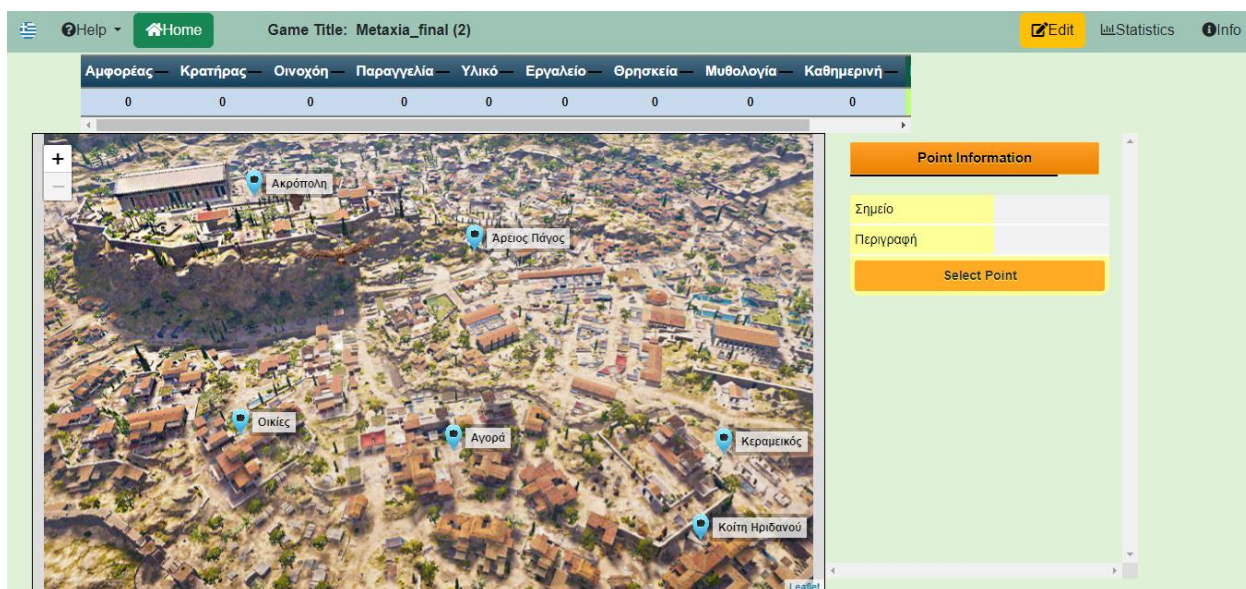 Help Home Game Title: Metaxia_final (2) Edit Statistics Info
Αμφορέας Κρατήρας Οινοχόη Παραγγελία Υλικό Εργαλείο Θρησκεία Μυθολογία Καθημερινή
0 0 0 0 0 0 0 0 0
+
−
Ακρόπολη
Άρειος Πάγος
Οικίες
Αγορά
Κεραμεικός
Κοίτη Ηριδανού
Leaflet
Point Information
Σημείο
Περιγραφή
Select Point